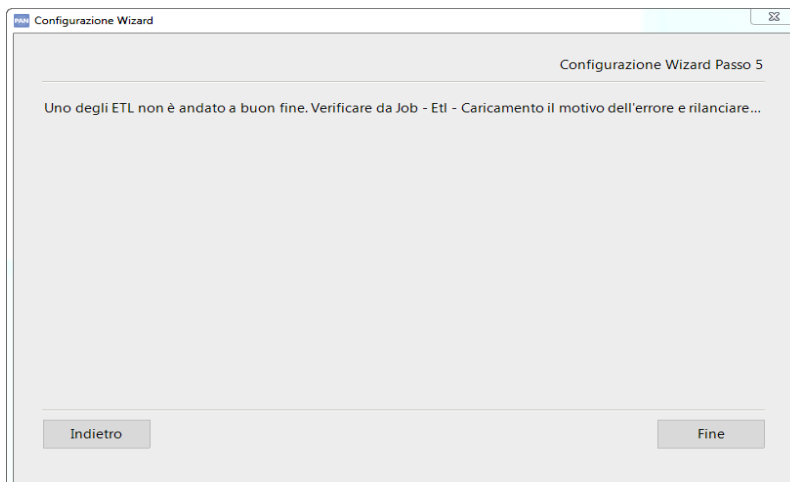 PAN Configurazione Wizard
Configurazione Wizard Passo 5
Uno degli ETL non è andato a buon fine. Verificare da Job - Etl - Caricamento il motivo dell'errore e rilanciare...
Indietro
Fine